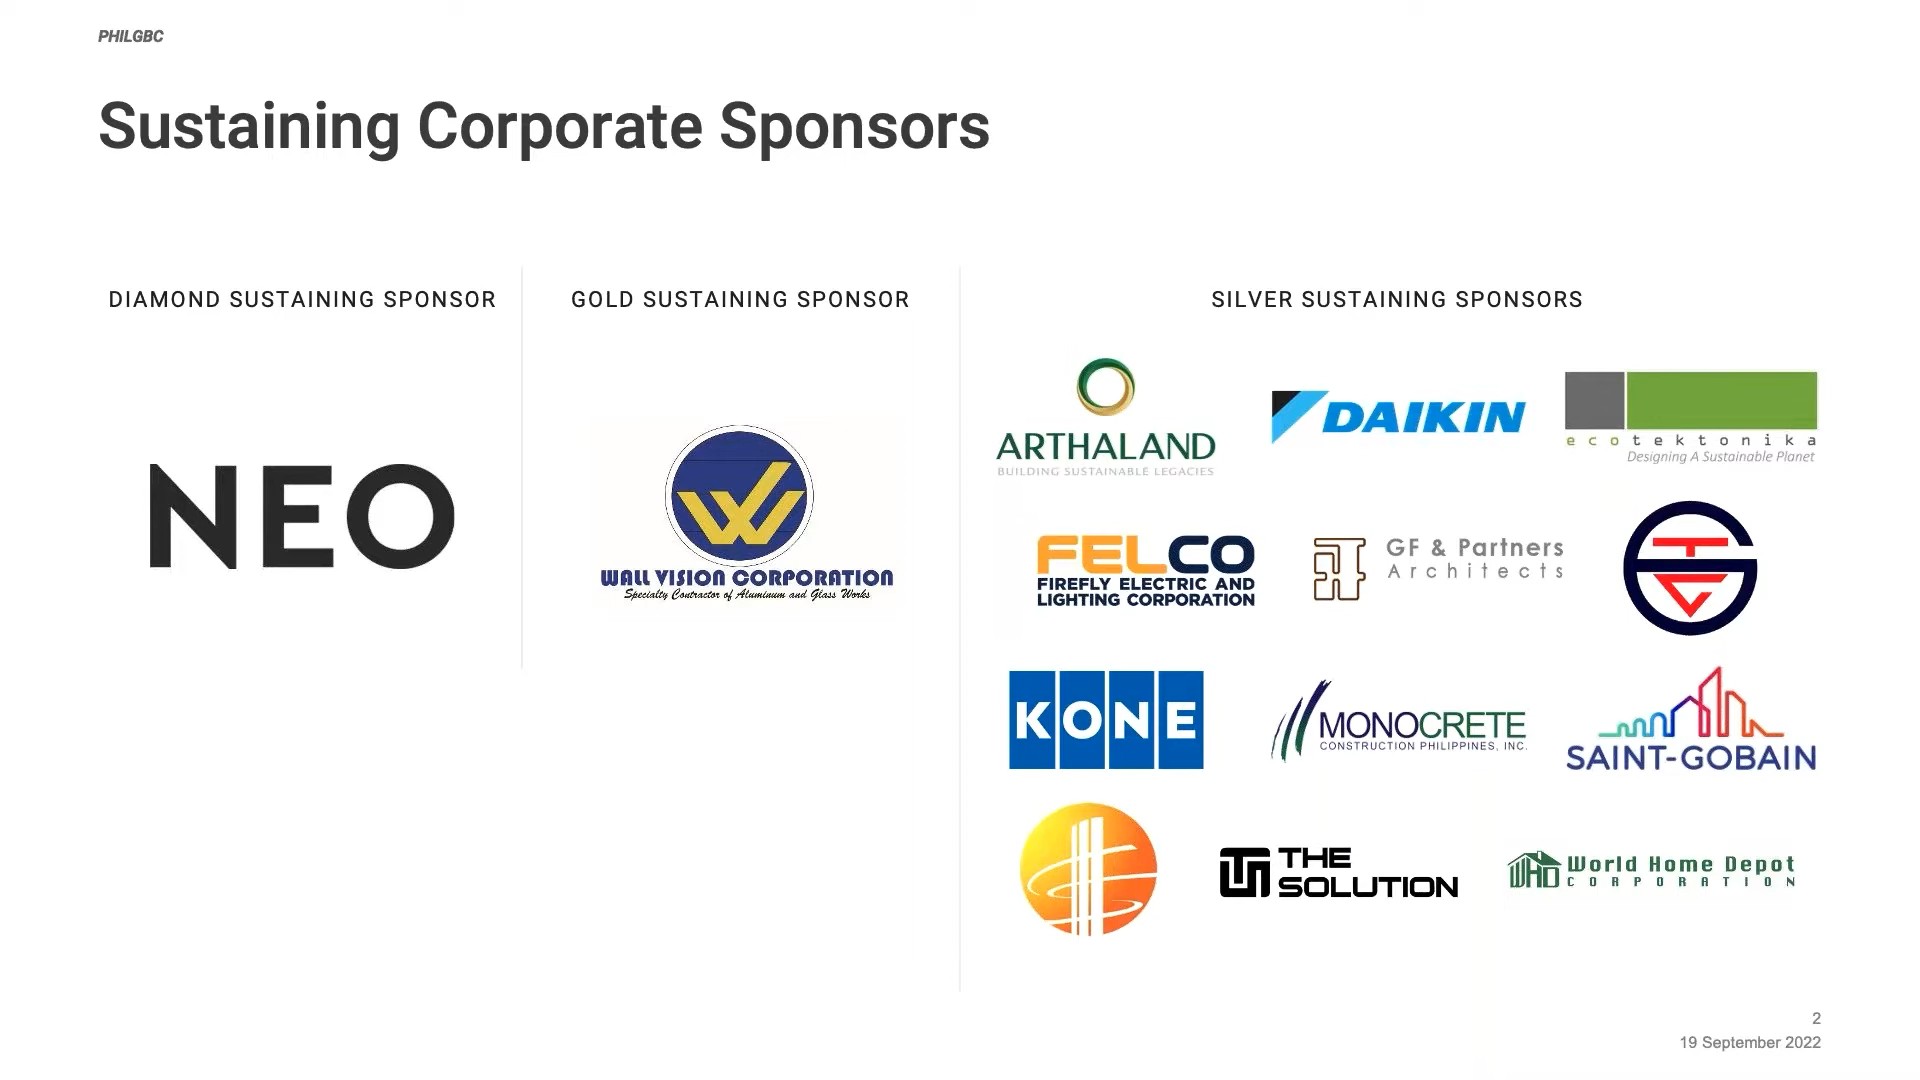 PHILGBC
Sustaining Corporate Sponsors
DIAMOND SUSTAINING SPONSOR
NEO
GOLD SUSTAINING SPONSOR
W
WALL VISION CORPORATION
Specialty Contractor of Aluminum and Glass Works
SILVER SUSTAINING SPONSORS
ARTHALAND
BUILDING SUSTAINABLE LEGACIES
DAIKIN
ecotektonika
Designing A Sustainable Planet
FELCO
FIREFLY ELECTRIC AND
LIGHTING CORPORATION
GF & Partners
Architects
KONE
MONOCRETE
CONSTRUCTION PHILIPPINES, INC.
SAINT-GOBAIN
THE
SOLUTION
WHD
World Home Depot
CORPORATION
2
19 September 2022